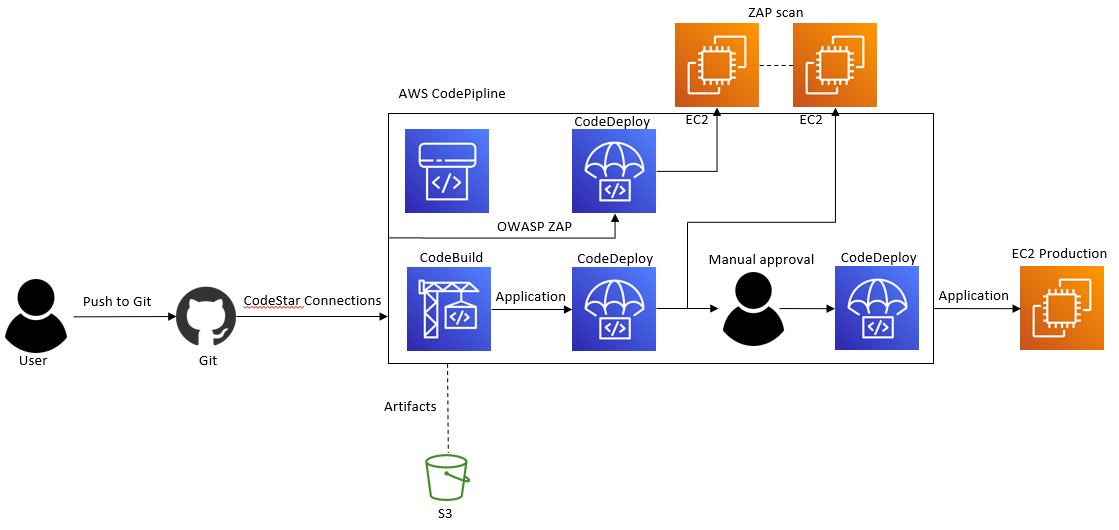 ZAP scan
AWS CodePipline
CodeDeploy
EC2
EC2
OWASP ZAP
CodeBuild
CodeDeploy
Manual approval
CodeDeploy
EC2 Production
Push to Git
CodeStar Connections
Application
Application
User
Git
Artifacts
S3